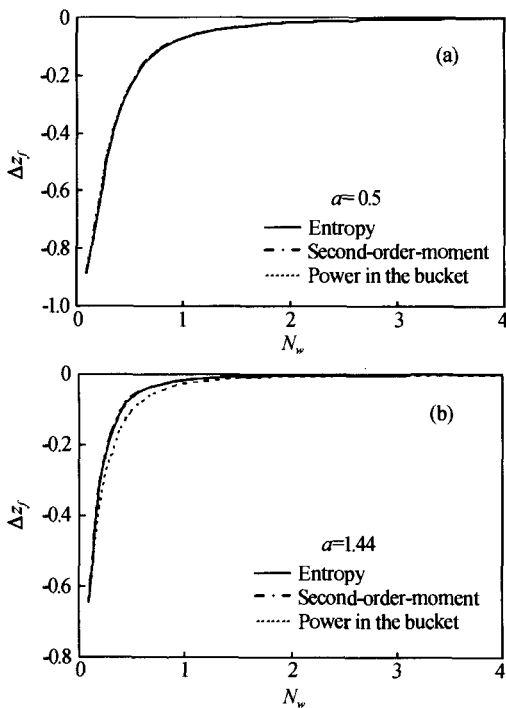 0
(a)
-0.2
-0.4
Δz_f
-0.6
a= 0.5
Entropy
Second-order-moment
-0.8
Power in the bucket
-1.0
0 1 2 3 4
N_w
0
(b)
-0.2
Δz_f
-0.4
a=1.44
Entropy
-0.6
Second-order-moment
Power in the bucket
-0.8
0 1 2 3 4
N_w